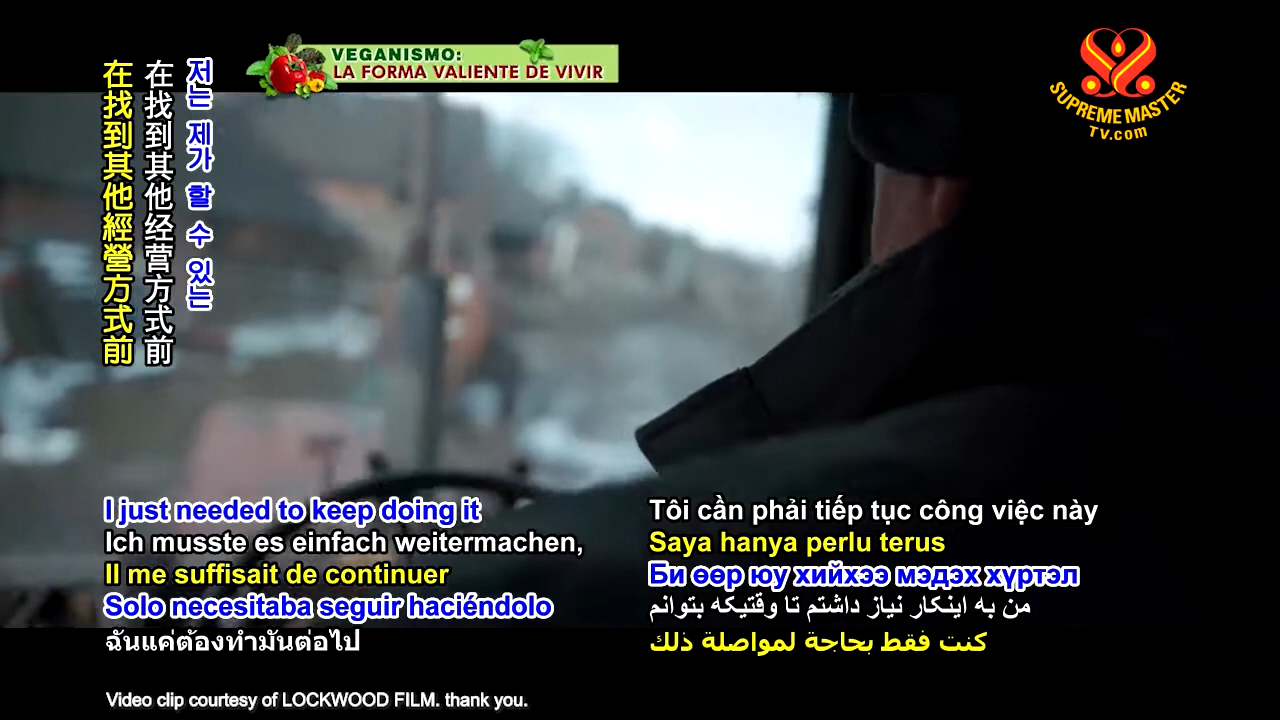 VEGANISMO:
LA FORMA VALIENTE DE VIVIR
SUPREME MASTER
TV.com
在找到其他經營方式前
在找到其他经营方式前
저는 제가 할 수 있는
I just needed to keep doing it
Ich musste es einfach weitermachen,
Il me suffisait de continuer
Solo necesitaba seguir haciéndolo
ฉันแค่ต้องทำมันต่อไป
Tôi cần phải tiếp tục công việc này
Saya hanya perlu terus
Би өөр юу хийхээ мэдэх хүртэл
من به اینکار نیاز داشتم تا وقتیکه بتوانم
كنت فقط بحاجة لمواصلة ذلك
Video clip courtesy of LOCKWOOD FILM. thank you.